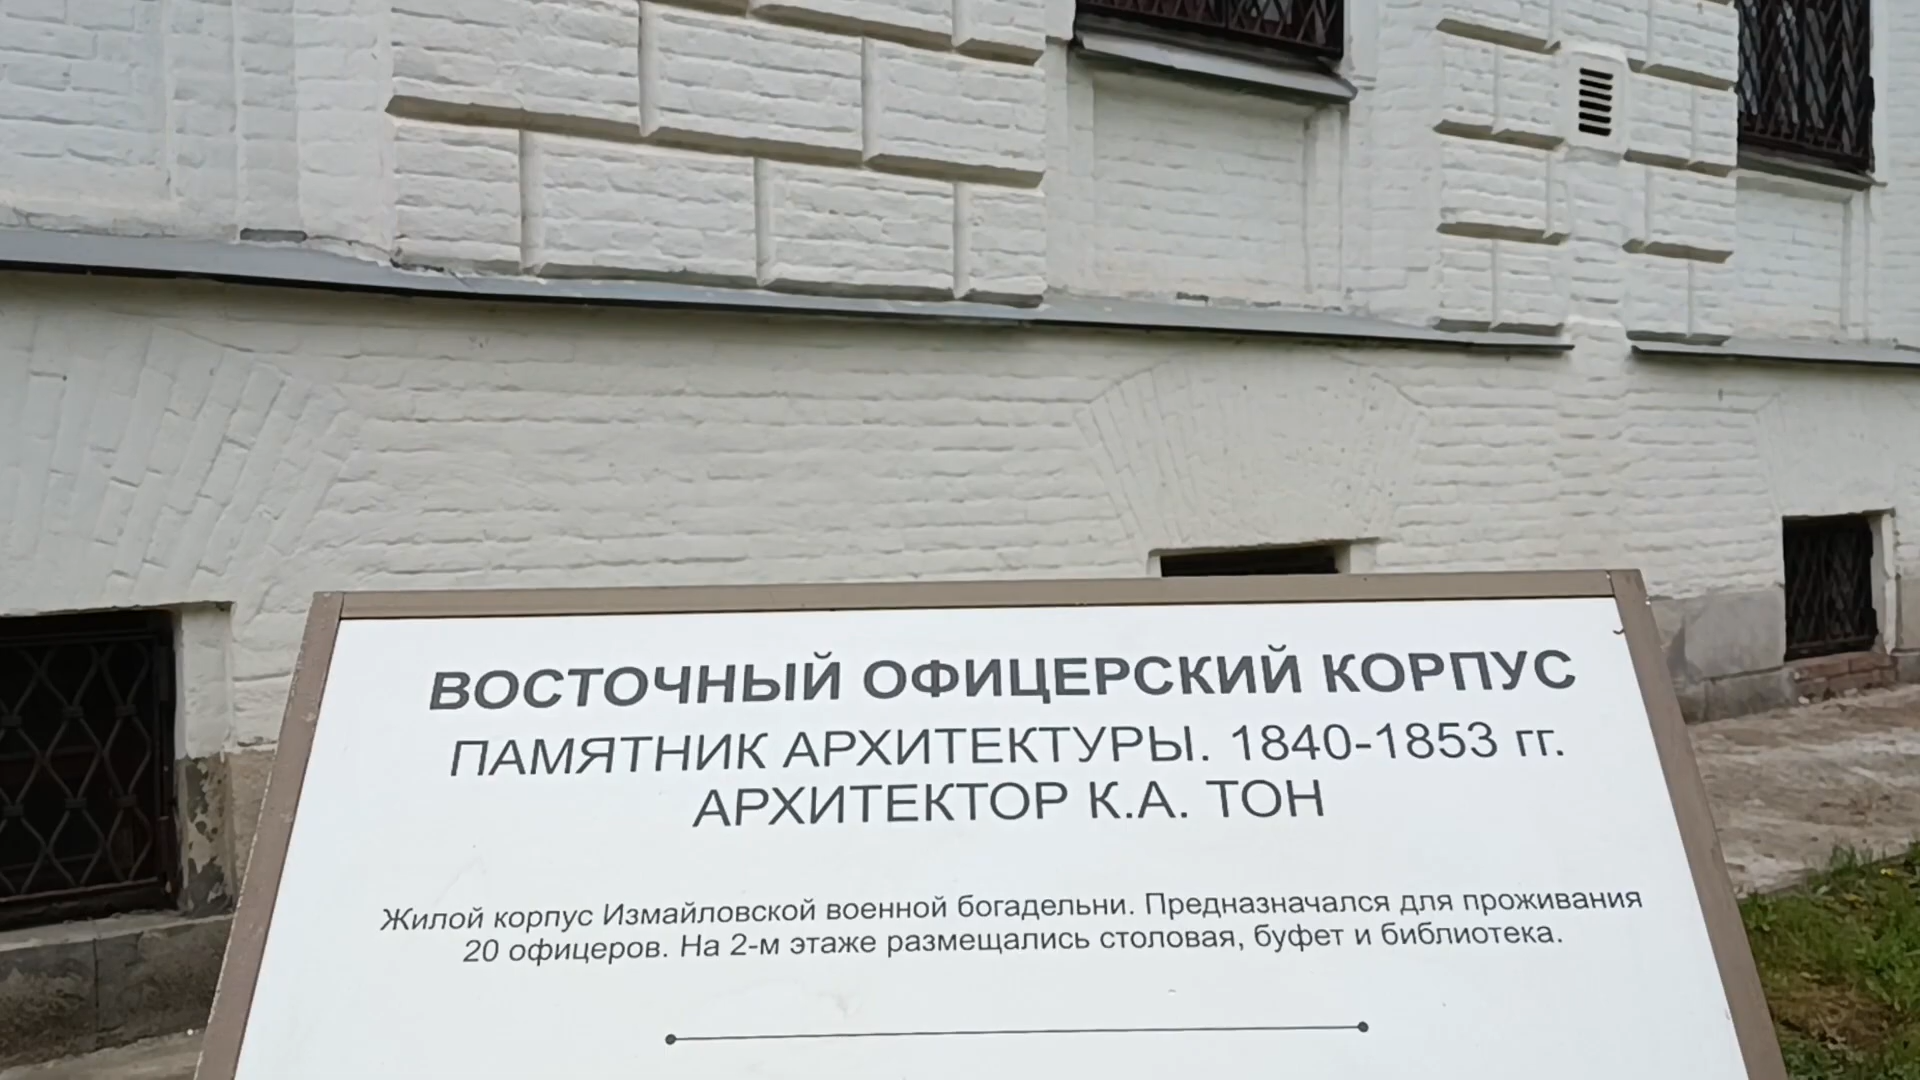 ВОСТОЧНЫЙ ОФИЦЕРСКИЙ КОРПУС
ПАМЯТНИК АРХИТЕКТУРЫ. 1840-1853 гг.
АРХИТЕКТОР К.А. ТОН
Жилой корпус Измайловской военной богадельни. Предназначался для проживания
20 офицеров. На 2-м этаже размещались столовая, буфет и библиотека.